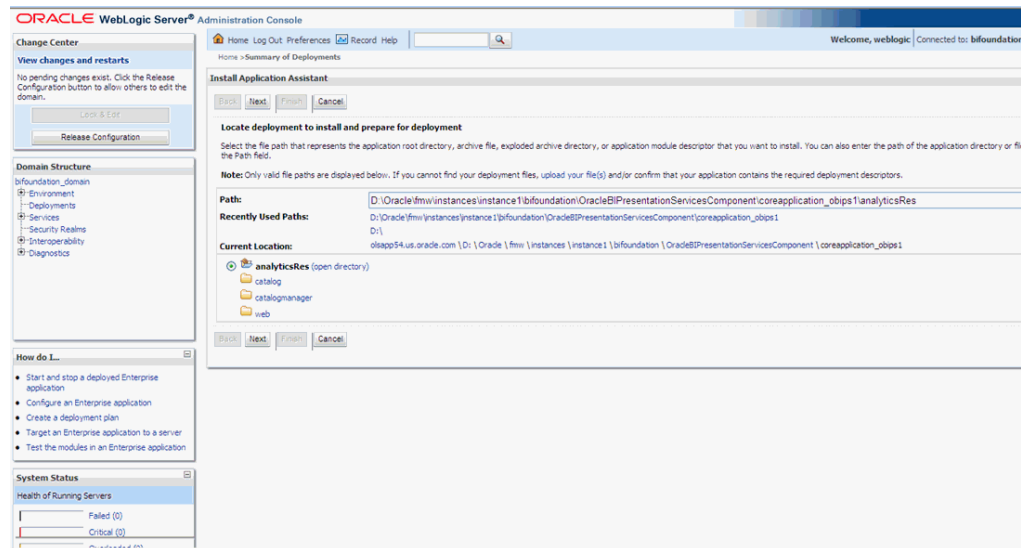 ORACLE WebLogic Server® Administration Console
Change Center
View changes and restarts
No pending changes exist. Click the Release
Configuration button to allow others to edit the
domain.
Lock & Edit
Release Configuration
Domain Structure
bifoundation_domain
Environment
Deployments
Services
Security Realms
Interoperability
Diagnostics
How do I...
Start and stop a deployed Enterprise
application
Configure an Enterprise application
Create a deployment plan
Target an Enterprise application to a server
Test the modules in an Enterprise application
System Status
Health of Running Servers
Failed (0)
Critical (0)
Overloaded (0)
Home Log Out Preferences Record Help
Welcome, weblogic Connected to: bifoundation
Home >Summary of Deployments
Install Application Assistant
Back Next Finish Cancel
Locate deployment to install and prepare for deployment
Select the file path that represents the application root directory, archive file, exploded archive directory, or application module descriptor that you want to install. You can also enter the path of the application directory or fil
the Path field.
Note: Only valid file paths are displayed below. If you cannot find your deployment files, upload your file(s) and/or confirm that your application contains the required deployment descriptors.
Path: D:\Oracle\fmw\instances\instance1\bifoundation\OracleBIPresentationServicesComponent\coreapplication_obips1\analyticsRes
Recently Used Paths: D:\Oracle\fmw\instances\instance1\bifoundation\OracleBIPresentationServicesComponent\coreapplication_obips1
D:\
Current Location: olsapp54.us.oracle.com \ D: \ Oracle \ fmw \ instances \ instance1 \ bifoundation \ OracleBIPresentationServicesComponent \ coreapplication_obips1
analyticsRes (open directory)
catalog
catalogmanager
web
Back Next Finish Cancel